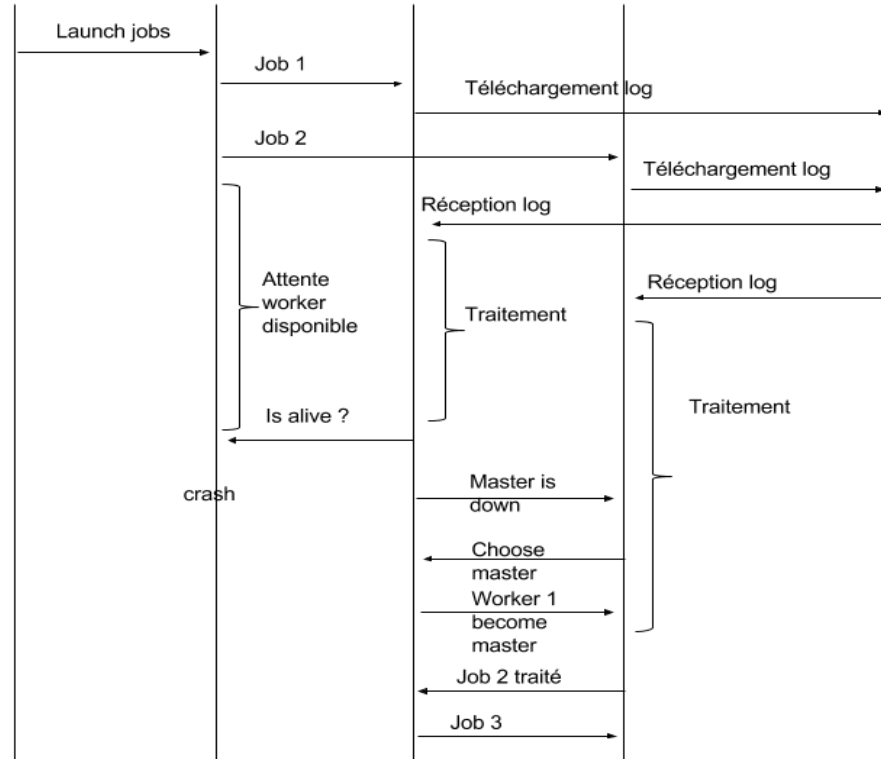 Launch jobs
Job 1
Téléchargement log
Job 2
Téléchargement log
Réception log
Attente
worker
disponible
Réception log
Traitement
Traitement
Is alive ?
crash
Master is
down
Choose
master
Worker 1
become
master
Job 2 traité
Job 3